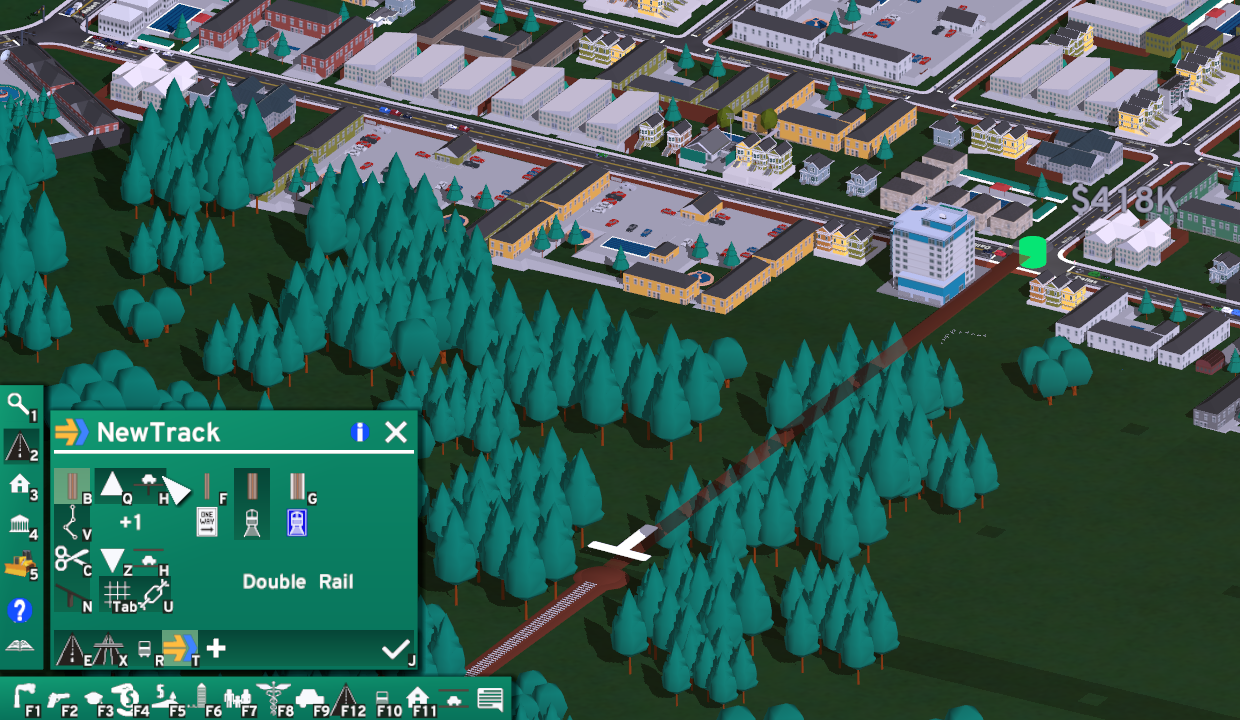 $418K
NewTrack
1
2
3
4
5
B Q H F G
ONE WAY
V +1
C Z H
Double Rail
N Tab U
E X R T J
F1 F2 F3 F4 F5 F6 F7 F8 F9 F12 F10 F11